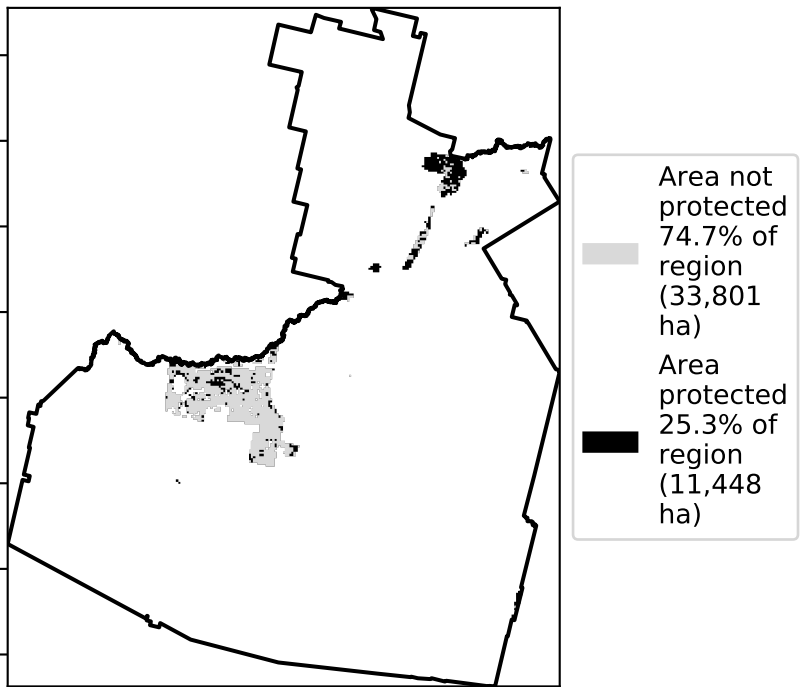 Area not
protected
74.7% of
region
(33,801
ha)
Area
protected
25.3% of
region
(11,448
ha)